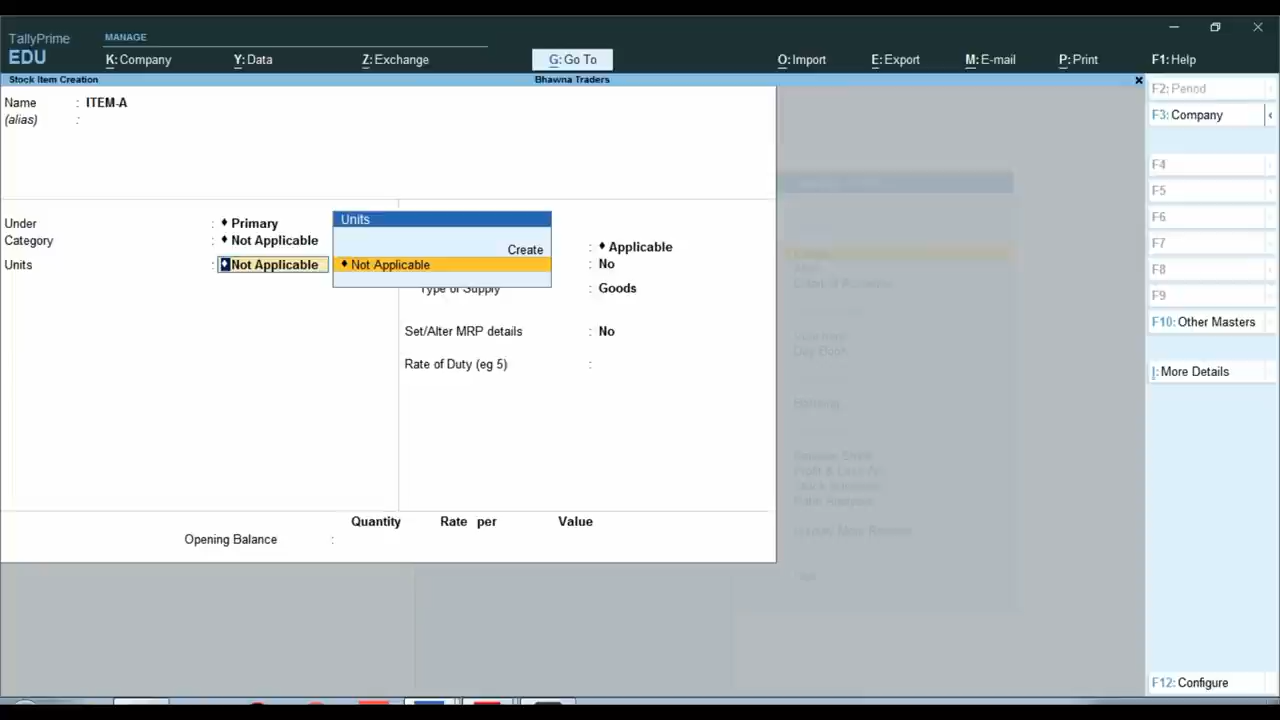 TallyPrime
EDU
MANAGE
K: Company
Y: Data
Z: Exchange
G: Go To
O: Import
E: Export
M: E-mail
P: Print
F1: Help
Stock Item Creation
Bhawna Traders
Name : ITEM-A
(alias) :
Under : ♦ Primary
Category : ♦ Not Applicable
Units : ♦ Not Applicable
Units
Create
♦ Not Applicable
: ♦ Applicable
: No
Type of Supply : Goods
Set/Alter MRP details : No
Rate of Duty (eg 5) :
Quantity Rate per Value
Opening Balance :
Day Book
F2: Period
F3: Company
F4
F5
F6
F7
F8
F9
F10: Other Masters
I: More Details
F12: Configure